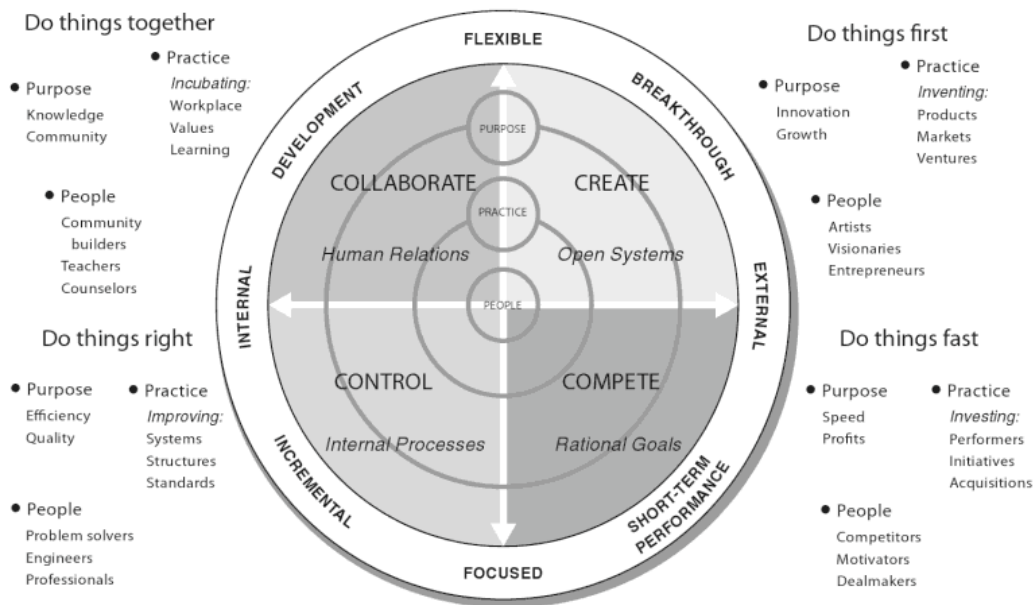 Do things together
Purpose
Knowledge
Community
Practice
Incubating:
Workplace
Values
Learning
People
Community
builders
Teachers
Counselors
Do things first
Purpose
Innovation
Growth
Practice
Inventing:
Products
Markets
Ventures
People
Artists
Visionaries
Entrepreneurs
FLEXIBLE
DEVELOPMENT
BREAKTHROUGH
INTERNAL
EXTERNAL
PURPOSE
COLLABORATE
CREATE
PRACTICE
Human Relations
Open Systems
PEOPLE
CONTROL
COMPETE
Internal Processes
Rational Goals
INCREMENTAL
SHORT-TERM
PERFORMANCE
FOCUSED
Do things right
Purpose
Efficiency
Quality
Practice
Improving:
Systems
Structures
Standards
People
Problem solvers
Engineers
Professionals
Do things fast
Purpose
Speed
Profits
Practice
Investing:
Performers
Initiatives
Acquisitions
People
Competitors
Motivators
Dealmakers